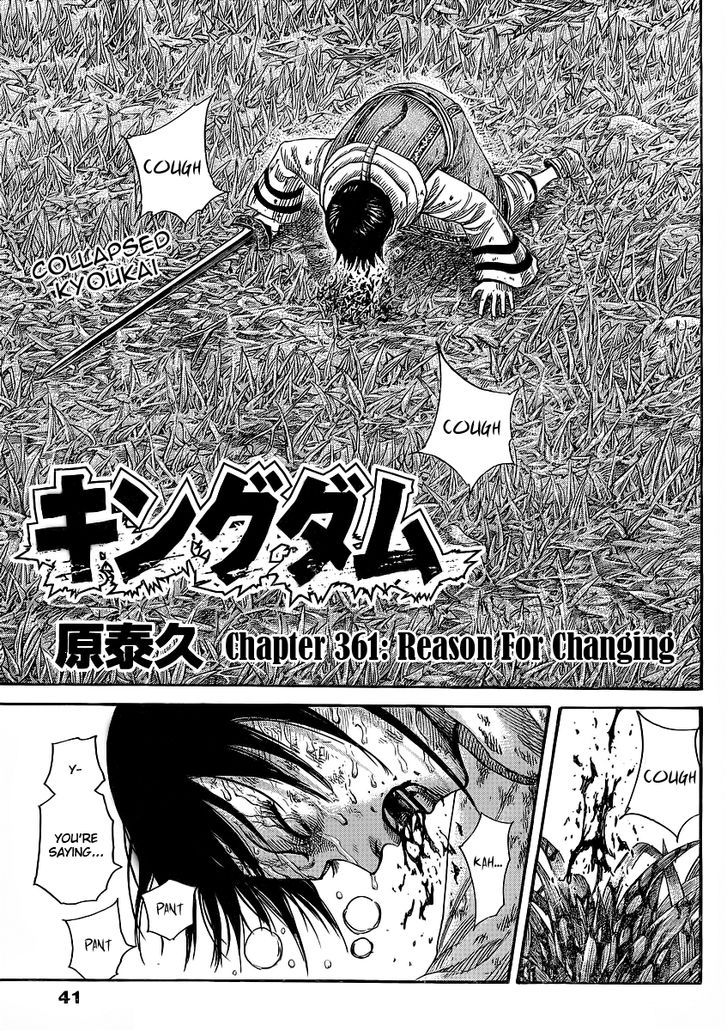 COUGH
COLLAPSED
KYOUKAI
COUGH
キングダム
原泰久
Chapter 361: Reason For Changing
COUGH
KAH...
Y-
YOU'RE
SAYING...
PANT
PANT
41